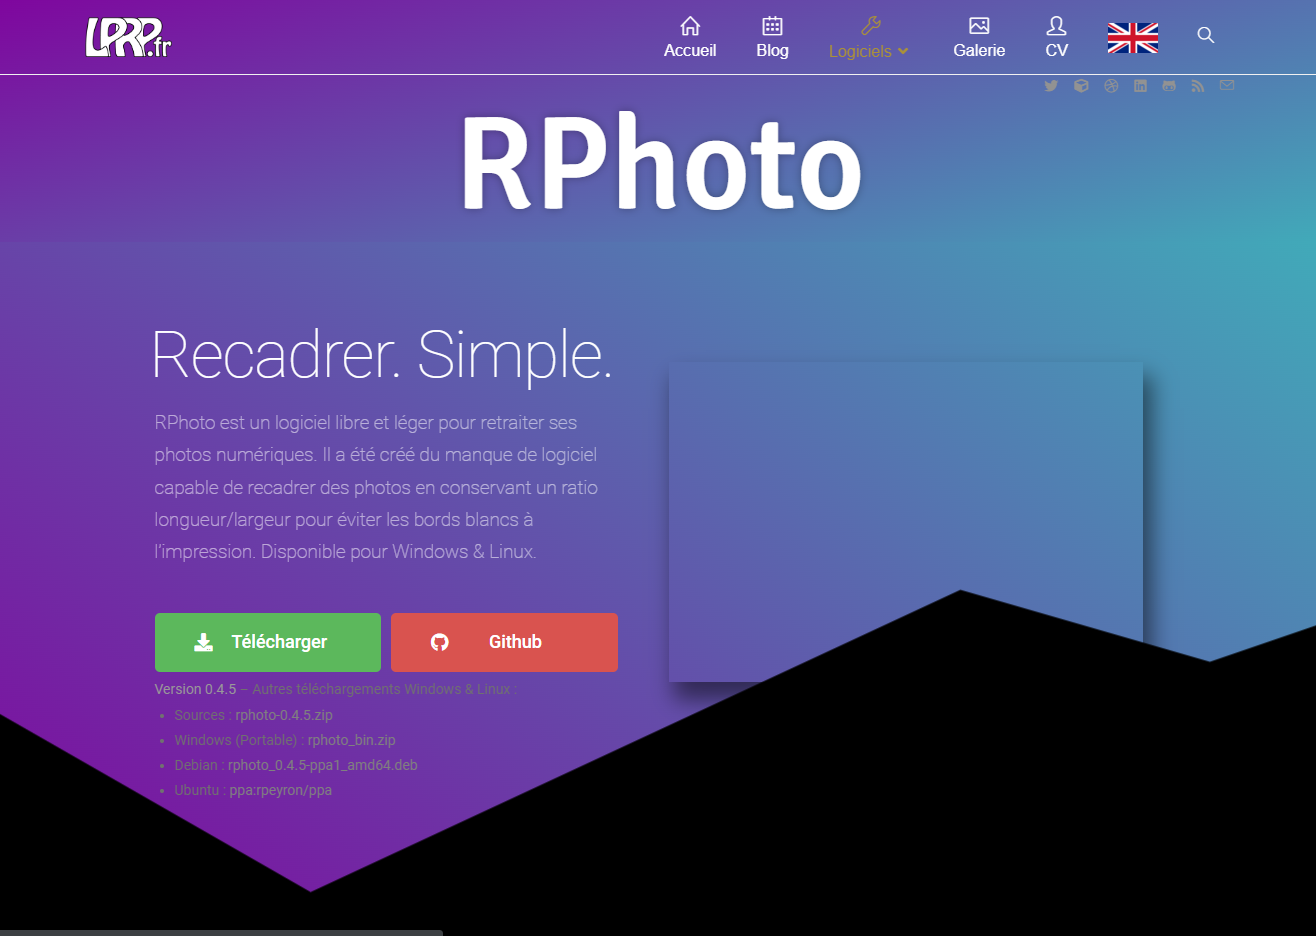 LPRP.fr
Accueil
Blog
Logiciels
Galerie
CV
RPhoto
Recadrer. Simple.
RPhoto est un logiciel libre et léger pour retraiter ses
photos numériques. Il a été créé du manque de logiciel
capable de recadrer des photos en conservant un ratio
longueur/largeur pour éviter les bords blancs à
l’impression. Disponible pour Windows & Linux.
Télécharger
Github
Version 0.4.5 – Autres téléchargements Windows & Linux :
Sources : rphoto-0.4.5.zip
Windows (Portable) : rphoto_bin.zip
Debian : rphoto_0.4.5-ppa1_amd64.deb
Ubuntu : ppa:rpeyron/ppa